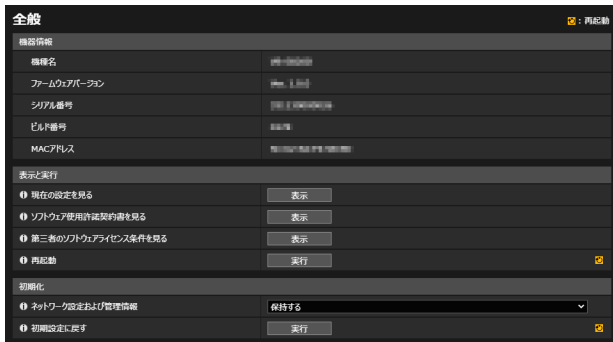 全般
: 再起動
機器情報
機種名
ファームウェアバージョン
シリアル番号
ビルド番号
MACアドレス
表示と実行
現在の設定を見る 表示
ソフトウェア使用許諾契約書を見る 表示
第三者のソフトウェアライセンス条件を見る 表示
再起動 実行
初期化
ネットワーク設定および管理情報 保持する
初期設定に戻す 実行